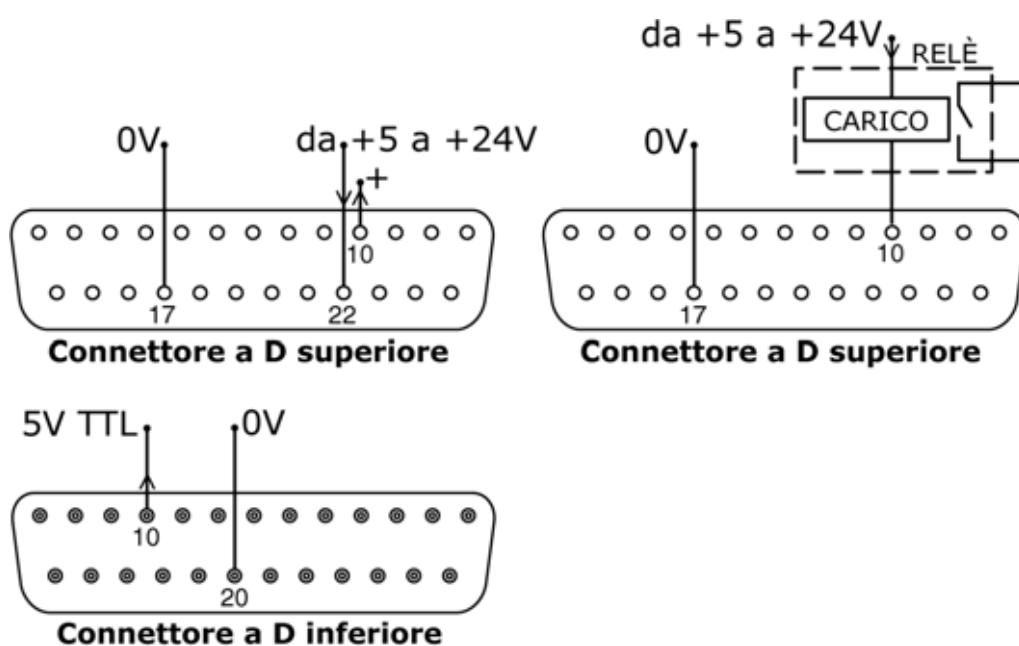 da +5 a +24V
RELÈ
CARICO
0V
da +5 a +24V
+
0V
10
10
17
22
17
Connettore a D superiore
Connettore a D superiore
5V TTL
0V
10
20
Connettore a D inferiore